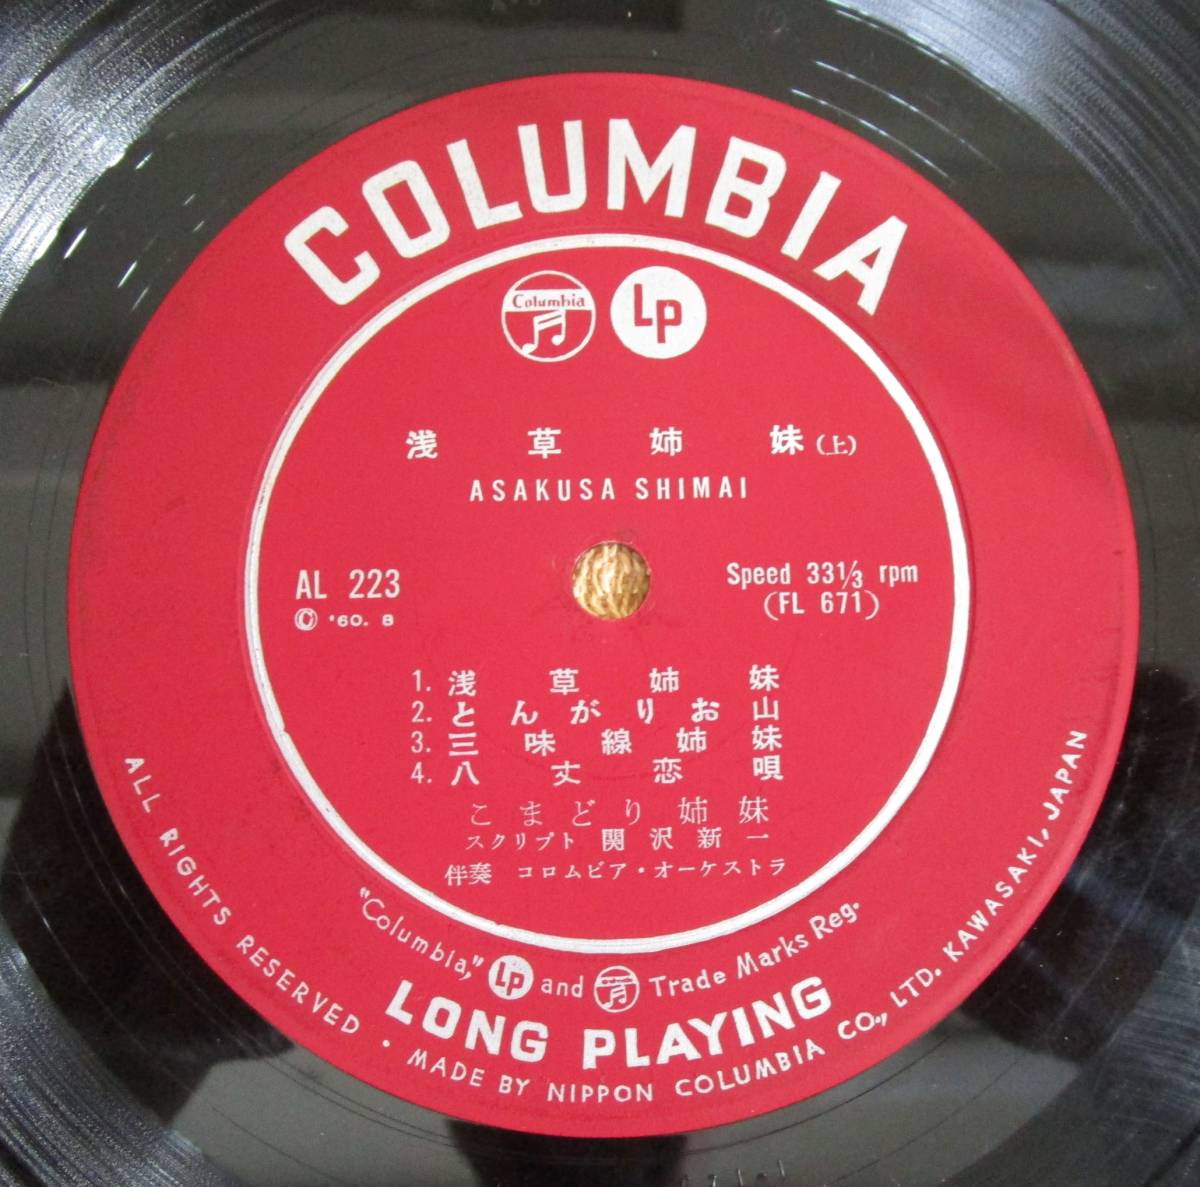 COLUMBIA
Columbia
Lp
浅草姉妹(上)
ASAKUSA SHIMAI
AL 223
Ⓒ '60. 8
Speed 33 1/3 rpm
(FL 671)
1. 浅草姉妹
2. とんがりお山
3. 三味線姉妹
4. 八丈恋唄
こまどり姉妹
スクリプト 関沢新一
伴奏 コロムビア・オーケストラ
"Columbia," Lp and Trade Marks Reg.
LONG PLAYING
ALL RIGHTS RESERVED • MADE BY NIPPON COLUMBIA CO., LTD. KAWASAKI, JAPAN